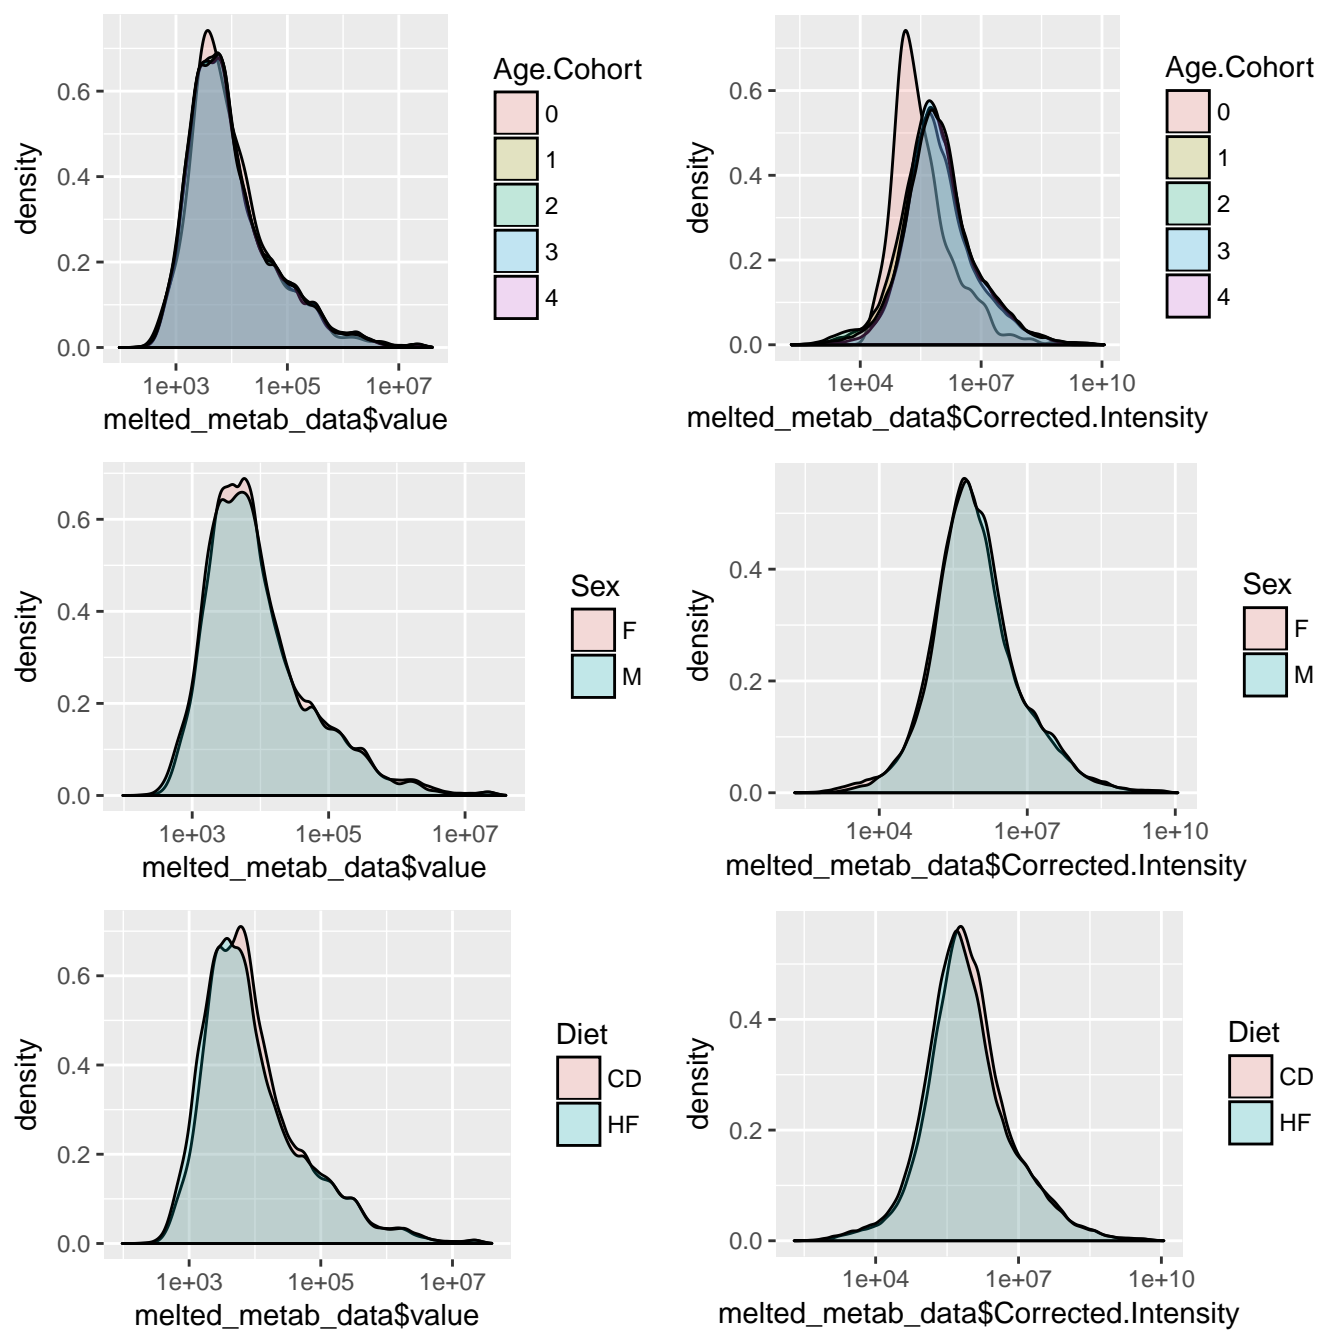 density
0.6
0.4
0.2
0.0
1e+03 1e+05 1e+07
melted_metab_data$value
Age.Cohort
0
1
2
3
4
density
0.6
0.4
0.2
0.0
1e+04 1e+07 1e+10
melted_metab_data$Corrected.Intensity
Age.Cohort
0
1
2
3
4
density
0.6
0.4
0.2
0.0
1e+03 1e+05 1e+07
melted_metab_data$value
Sex
F
M
density
0.4
0.2
0.0
1e+04 1e+07 1e+10
melted_metab_data$Corrected.Intensity
Sex
F
M
density
0.6
0.4
0.2
0.0
1e+03 1e+05 1e+07
melted_metab_data$value
Diet
CD
HF
density
0.4
0.2
0.0
1e+04 1e+07 1e+10
melted_metab_data$Corrected.Intensity
Diet
CD
HF